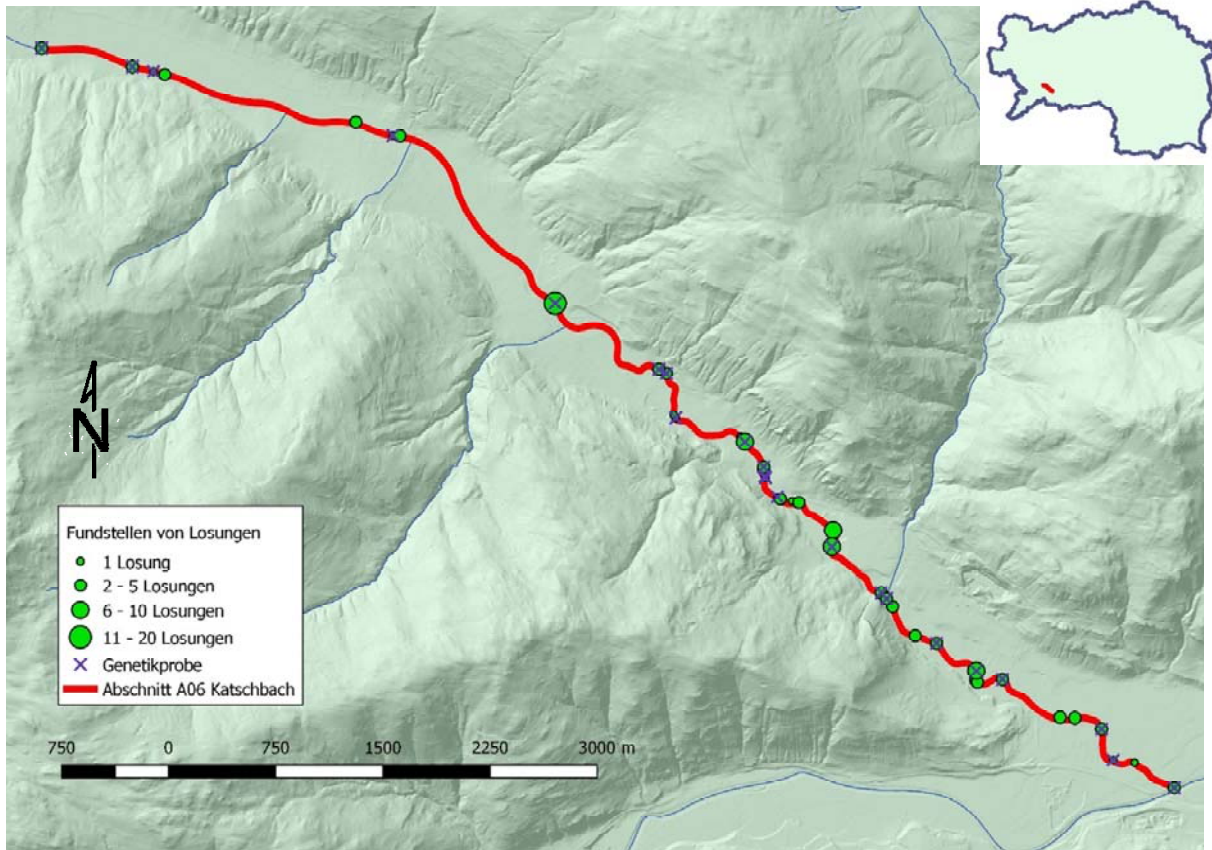 N
Fundstellen von Losungen
1 Losung
2 - 5 Losungen
6 - 10 Losungen
11 - 20 Losungen
Genetikprobe
Abschnitt A06 Katschbach
750 0 750 1500 2250 3000 m